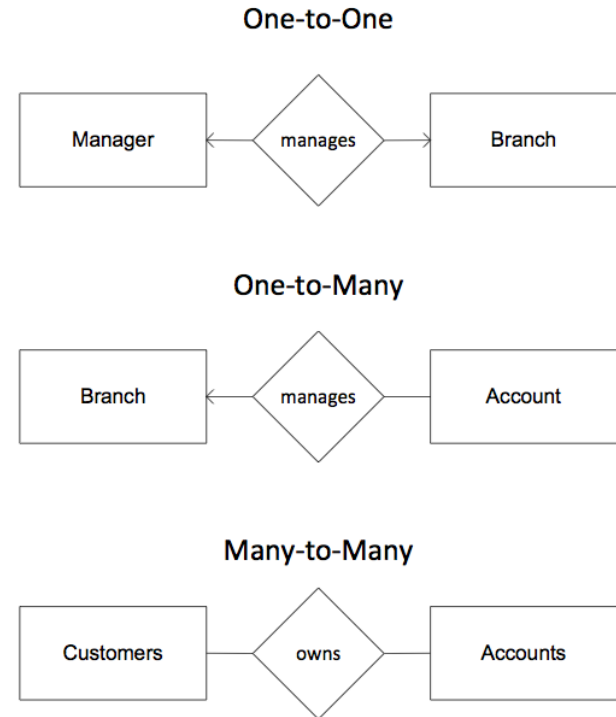 One-to-One
Manager manages Branch
One-to-Many
Branch manages Account
Many-to-Many
Customers owns Accounts